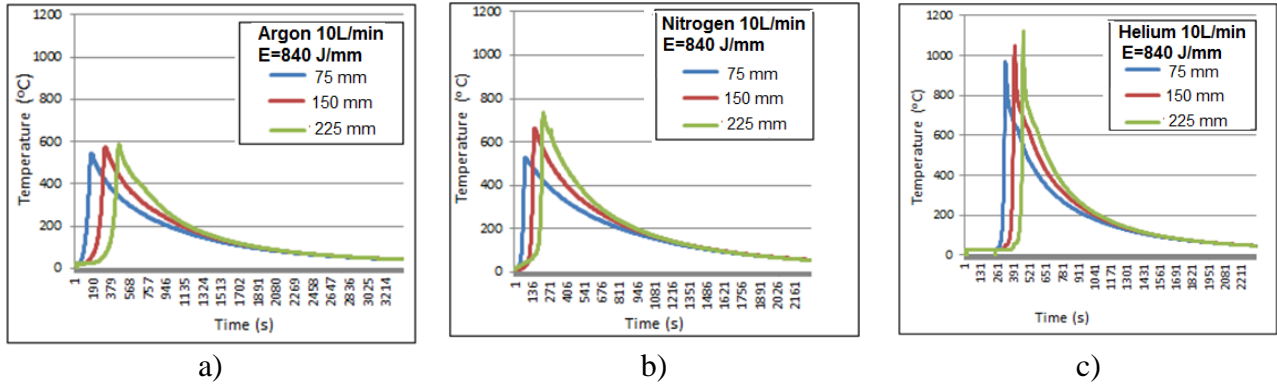 1200
1000
800
600
400
200
0
Temperature (°C)
Argon 10L/min
E=840 J/mm
75 mm
150 mm
225 mm
1 190 379 568 757 946 1135 1324 1513 1702 1891 2080 2269 2458 2647 2836 3025 3214
Time (s)
a)
1200
1000
800
600
400
200
0
Temperature (° C)
Nitrogen 10L/min
E=840 J/mm
75 mm
150 mm
225 mm
1 136 271 406 541 676 811 946 1081 1216 1351 1486 1621 1756 1891 2026 2161
Time (s)
b)
1200
1000
800
600
400
200
0
Temperature (°C)
Helium 10L/min
E=840 J/mm
75 mm
150 mm
225 mm
1 131 261 391 521 651 781 911 1041 1171 1301 1431 1561 1691 1821 1951 2081 2211
Time (s)
c)